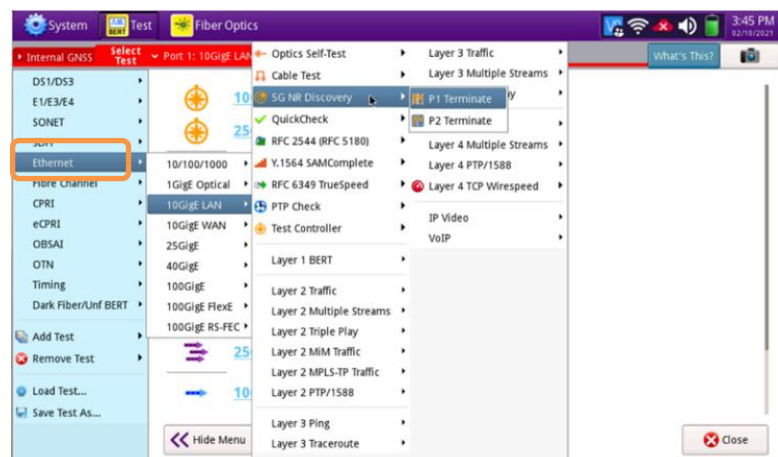 System
BERT
Test
Fiber Optics
3:45 PM
02/10/2021
Internal GNSS
Select Test
Port 1: 10GigE LAN
What's This?
DS1/DS3
E1/E3/E4
SONET
SDH
Ethernet
Fibre Channel
CPRI
eCPRI
OBSAI
OTN
Timing
Dark Fiber/Unf BERT
Add Test
Remove Test
Load Test...
Save Test As...
10
25
10/100/1000
1GigE Optical
10GigE LAN
10GigE WAN
25GigE
40GigE
100GigE
100GigE FlexE
100GigE RS-FEC
25
10
Hide Menu
Optics Self-Test
Cable Test
5G NR Discovery
QuickCheck
RFC 2544 (RFC 5180)
Y.1564 SAMComplete
RFC 6349 TrueSpeed
PTP Check
Test Controller
Layer 1 BERT
Layer 2 Traffic
Layer 2 Multiple Streams
Layer 2 Triple Play
Layer 2 MiM Traffic
Layer 2 MPLS-TP Traffic
Layer 2 PTP/1588
Layer 3 Ping
Layer 3 Traceroute
Layer 3 Traffic
Layer 3 Multiple Streams
P1 Terminate
P2 Terminate
Layer 4 Multiple Streams
Layer 4 PTP/1588
Layer 4 TCP Wirespeed
IP Video
VoIP
Close